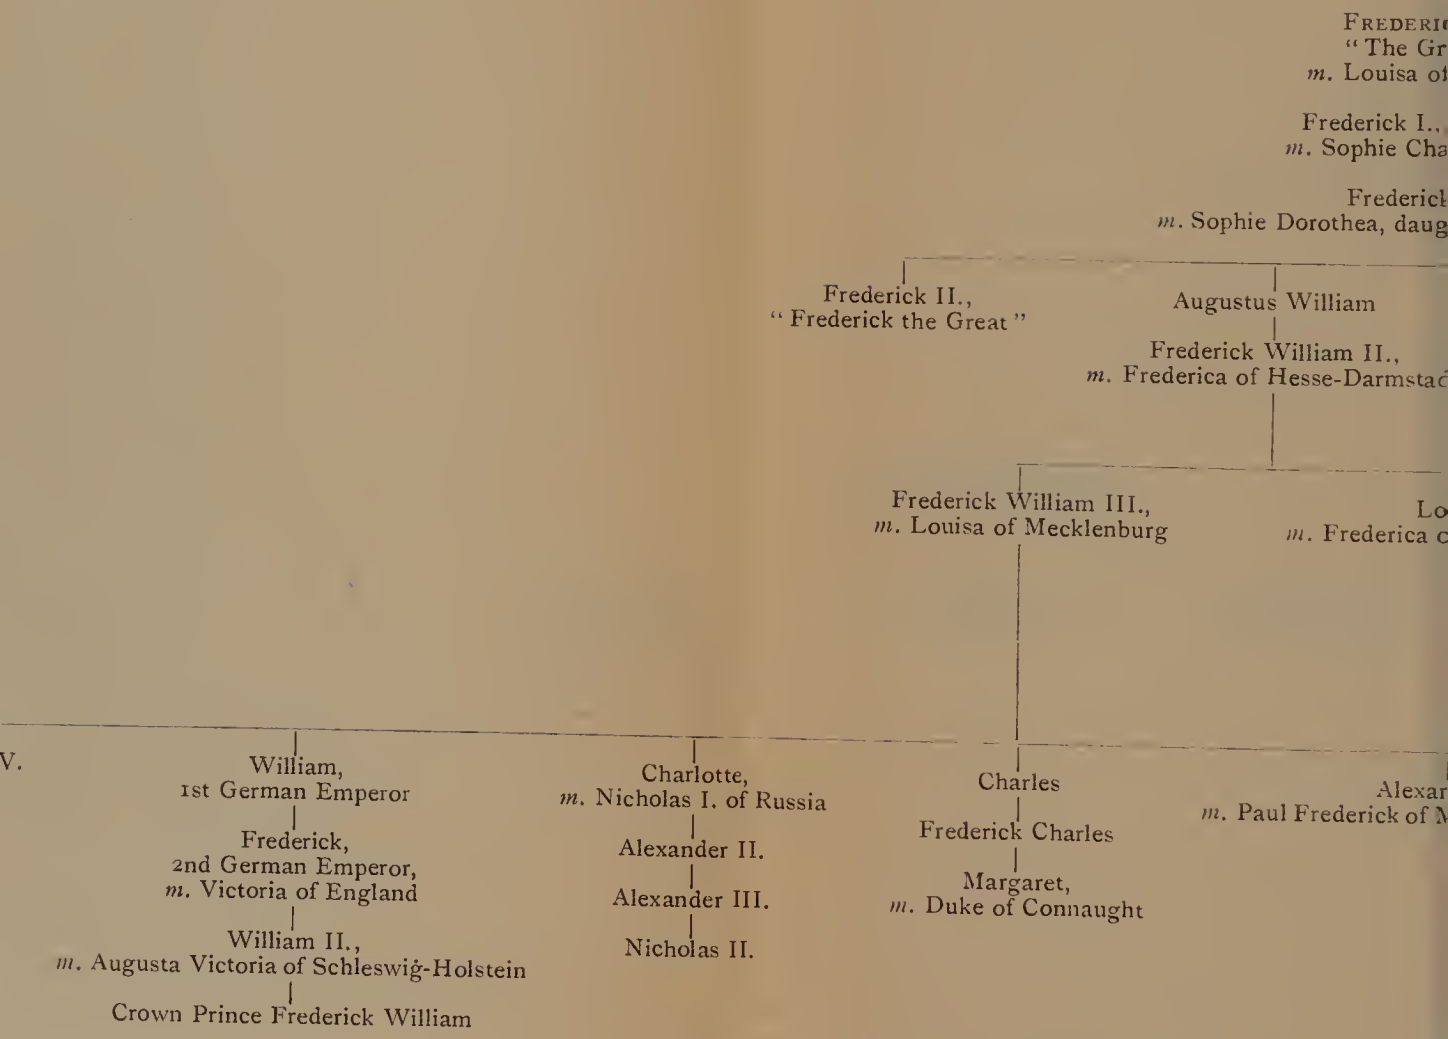 FREDERI
“ The Gr
m. Louisa of
Frederick I.,
m. Sophie Cha
Frederick
m. Sophie Dorothea, daug
Frederick II.,
“ Frederick the Great ”
Augustus William
Frederick William II.,
m. Frederica of Hesse-Darmstad
Frederick William III.,
m. Louisa of Mecklenburg
Lo
m. Frederica
V.
William,
1st German Emperor
Frederick,
2nd German Emperor,
m. Victoria of England
William II.,
m. Augusta Victoria of Schleswig-Holstein
Crown Prince Frederick William
Charlotte,
m. Nicholas I. of Russia
Alexander II.
Alexander III.
Nicholas II.
Charles
Frederick Charles
Margaret,
m. Duke of Connaught
Alexan
m. Paul Frederick of M